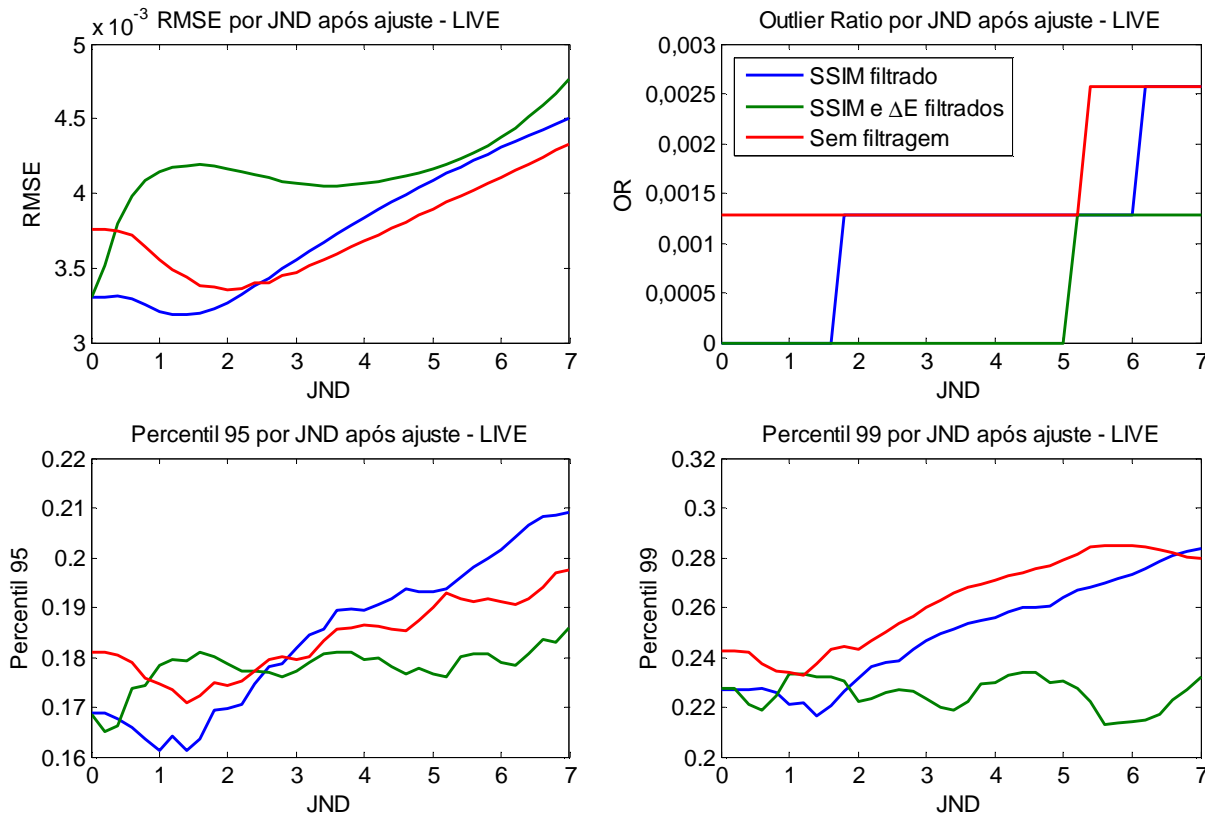 x 10^-3
RMSE por JND após ajuste - LIVE
5
4.5
4
3.5
3
RMSE
0 1 2 3 4 5 6 7
JND
Outlier Ratio por JND após ajuste - LIVE
0,003
0,0025
0,002
0,0015
0,001
0,0005
0
OR
SSIM filtrado
SSIM e ΔE filtrados
Sem filtragem
0 1 2 3 4 5 6 7
JND
Percentil 95 por JND após ajuste - LIVE
0.22
0.21
0.2
0.19
0.18
0.17
0.16
Percentil 95
0 1 2 3 4 5 6 7
JND
Percentil 99 por JND após ajuste - LIVE
0.32
0.3
0.28
0.26
0.24
0.22
0.2
Percentil 99
0 1 2 3 4 5 6 7
JND